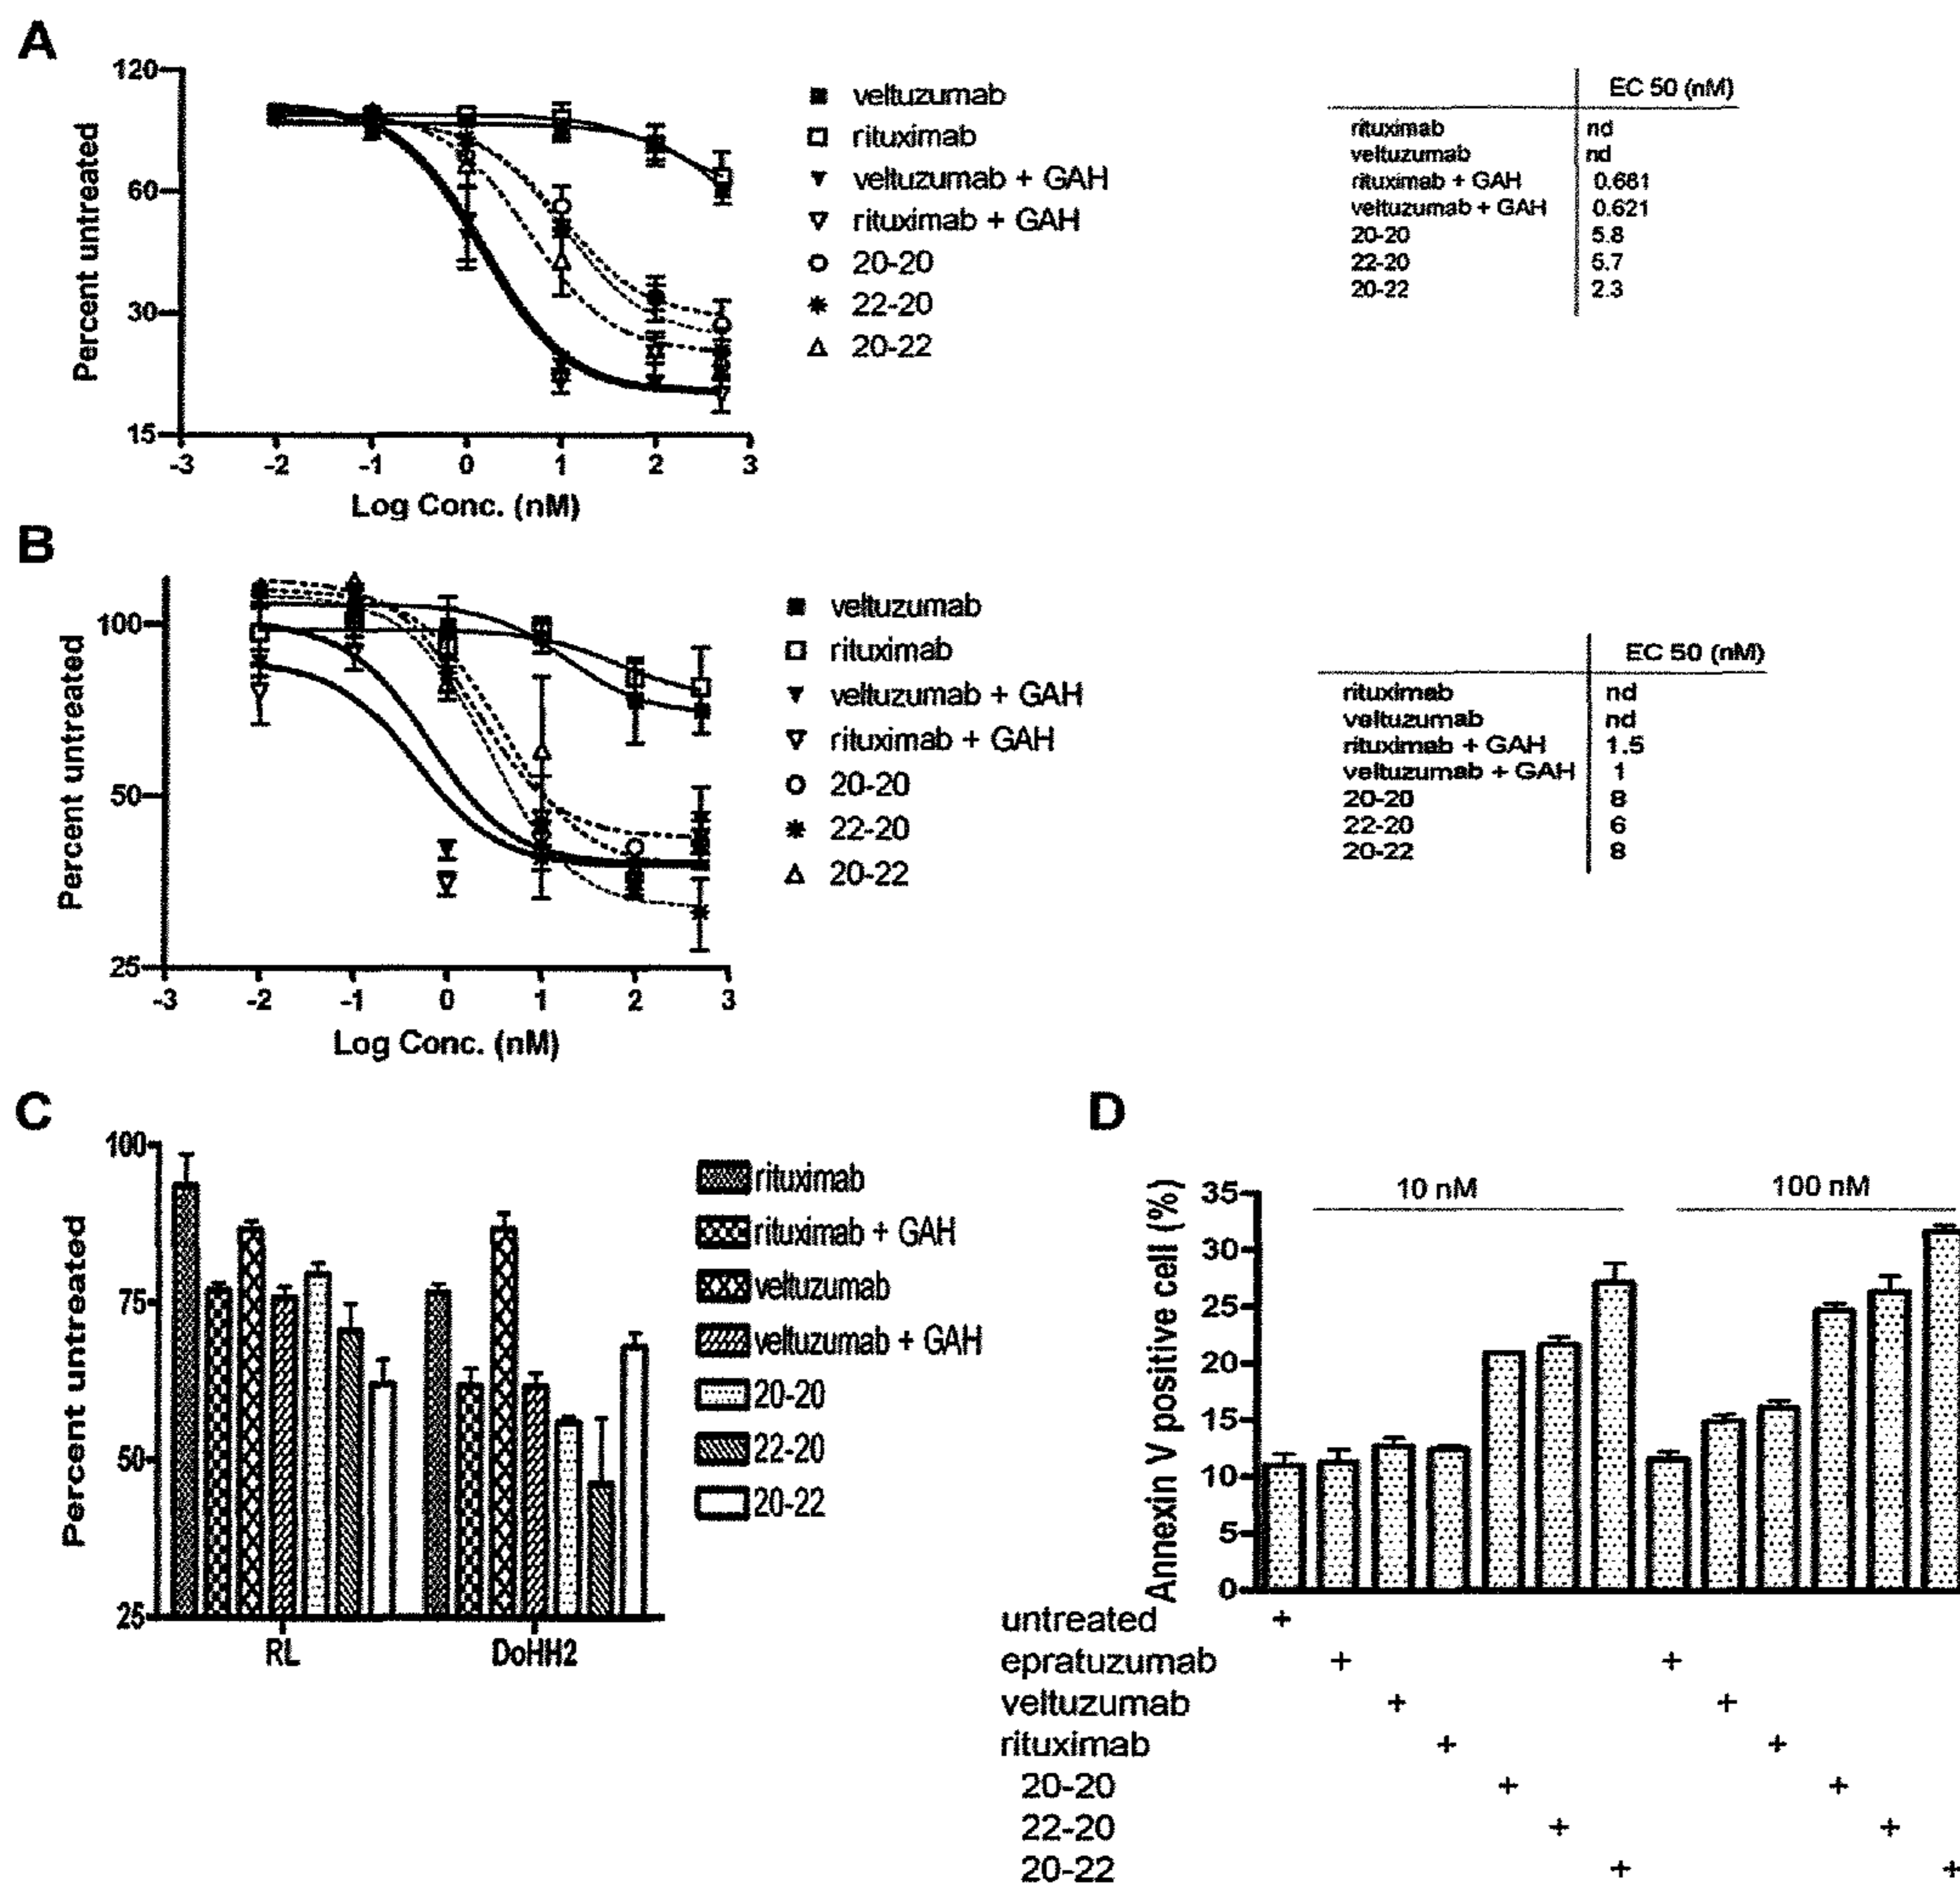 A
120
60
30
15
Percent untreated
-3 -2 -1 0 1 2 3
Log Conc. (nM)
veltuzumab
rituximab
veltuzumab + GAH
rituximab + GAH
20-20
22-20
20-22
EC 50 (nM)
rituximab nd
veltuzumab nd
rituximab + GAH 0.681
veltuzumab + GAH 0.621
20-20 5.8
22-20 5.7
20-22 2.3
B
100
50
25
Percent untreated
-3 -2 -1 0 1 2 3
Log Conc. (nM)
veltuzumab
rituximab
veltuzumab + GAH
rituximab + GAH
20-20
22-20
20-22
EC 50 (nM)
rituximab nd
veltuzumab nd
rituximab + GAH 1.5
veltuzumab + GAH 1
20-20 8
22-20 6
20-22 8
C
100
75
50
25
Percent untreated
RL DoHH2
rituximab
rituximab + GAH
veltuzumab
veltuzumab + GAH
20-20
22-20
20-22
D
Annexin V positive cell (%)
35
30
25
20
15
10
5
0
10 nM 100 nM
untreated +
epratuzumab + +
veltuzumab + +
rituximab + +
20-20 + +
22-20 + +
20-22 + +